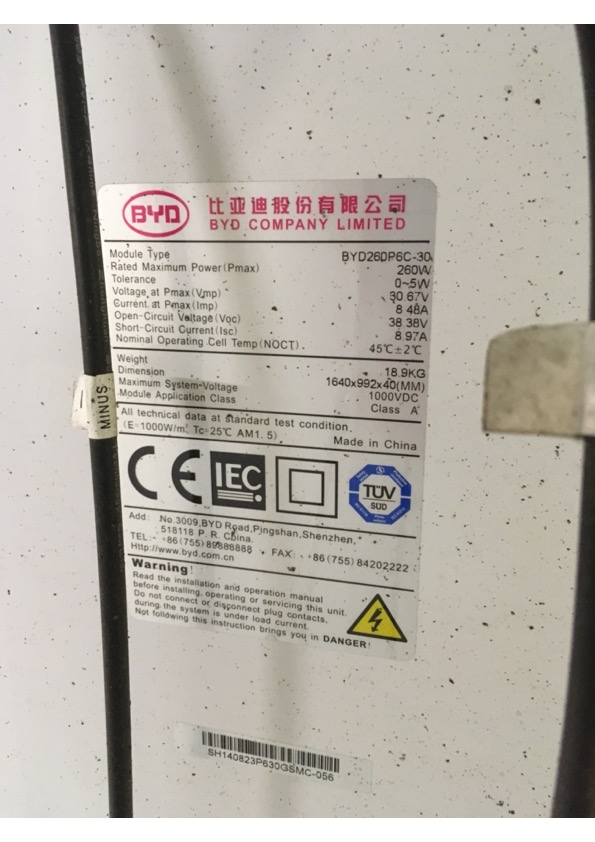 BYD 比亚迪股份有限公司
BYD COMPANY LIMITED
Module Type BYD260P6C-30
Rated Maximum Power(Pmax) 260W
Tolerance 0~5W
Voltage at Pmax(Vmp) 30.67V
Current at Pmax(Imp) 8.48A
Open-Circuit Voltage(Voc) 38.38V
Short-Circuit Current(Isc) 8.97A
Nominal Operating Cell Temp(NOCT) 45℃±2℃
Weight 18.9KG
Dimension 1640x992x40(MM)
Maximum System-Voltage 1000VDC
Module Application Class Class A
MINUS
All technical data at standard test condition
(E=1000W/m² Tc=25℃ AM1.5) Made in China
CE IEC TÜV
SÜD
Add: No.3009,BYD Road,Pingshan,Shenzhen,
518118 P. R. China.
TEL: +86(755)89888888 FAX: +86(755)84202222
Http://www.byd.com.cn
Warning!
Read the installation and operation manual
before installing, operating or servicing this unit.
Do not connect or disconnect plug contacts,
during the system is under load current.
Not following this instruction brings you in DANGER!
SH140823P630GSMC-056